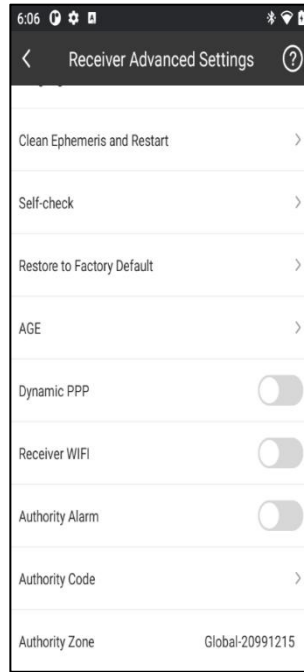 6:06
Receiver Advanced Settings ?
Clean Ephemeris and Restart
Self-check
Restore to Factory Default
AGE
Dynamic PPP
Receiver WIFI
Authority Alarm
Authority Code
Authority Zone Global-20991215